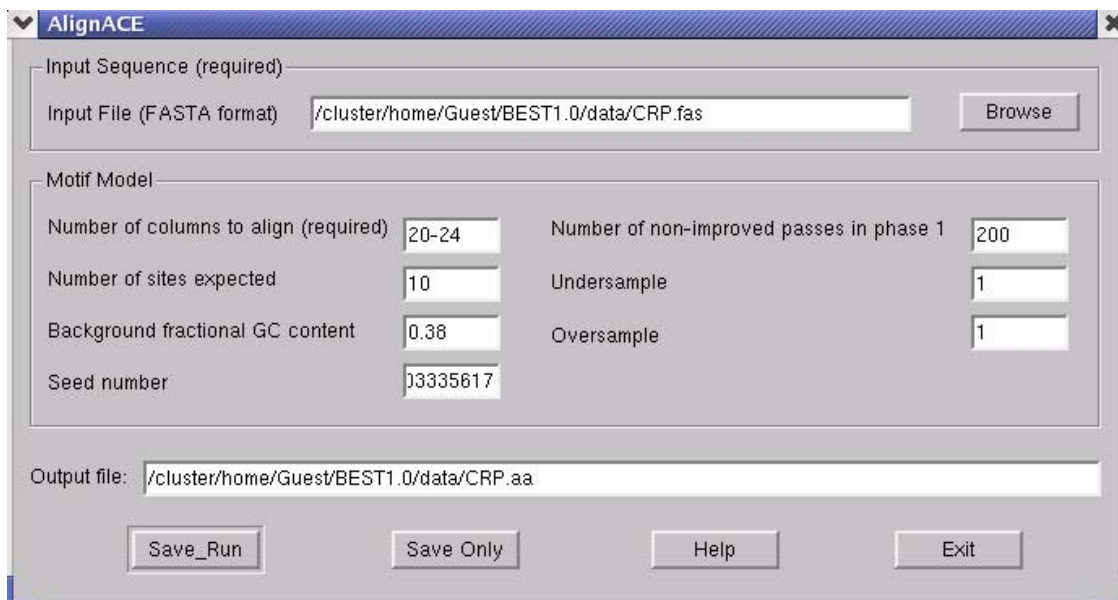 AlignACE
Input Sequence (required)
Input File (FASTA format) /cluster/home/Guest/BEST1.0/data/CRP.fas Browse
Motif Model
Number of columns to align (required) 20-24 Number of non-improved passes in phase 1 200
Number of sites expected 10 Undersample 1
Background fractional GC content 0.38 Oversample 1
Seed number 03335617
Output file: /cluster/home/Guest/BEST1.0/data/CRP.aa
Save_Run Save Only Help Exit